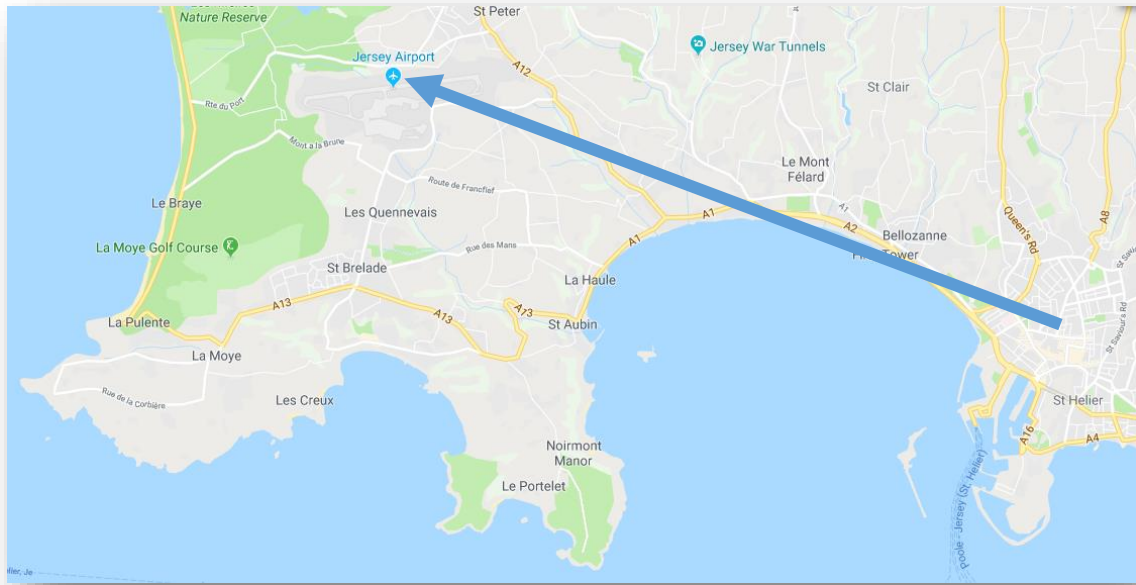 Nature Reserve
St Peter
Jersey Airport
Jersey War Tunnels
A12
St Clair
Rte du Port
Mont a la Brune
Le Mont
Félard
Route de Francfief
Le Braye
Les Quennevais
A1
A1
A1
A2
Queen's Rd
A8
Bellozanne
Tower
La Moye Golf Course
Rue des Mans
St Brelade
La Haule
A13
A13
A13
La Pulente
St Aubin
St Saviour's Rd
La Moye
Rue de la Corbière
Les Creux
St Helier
A16
A4
Noirmont
Manor
Le Portelet
Poole - Jersey (St. Helier)